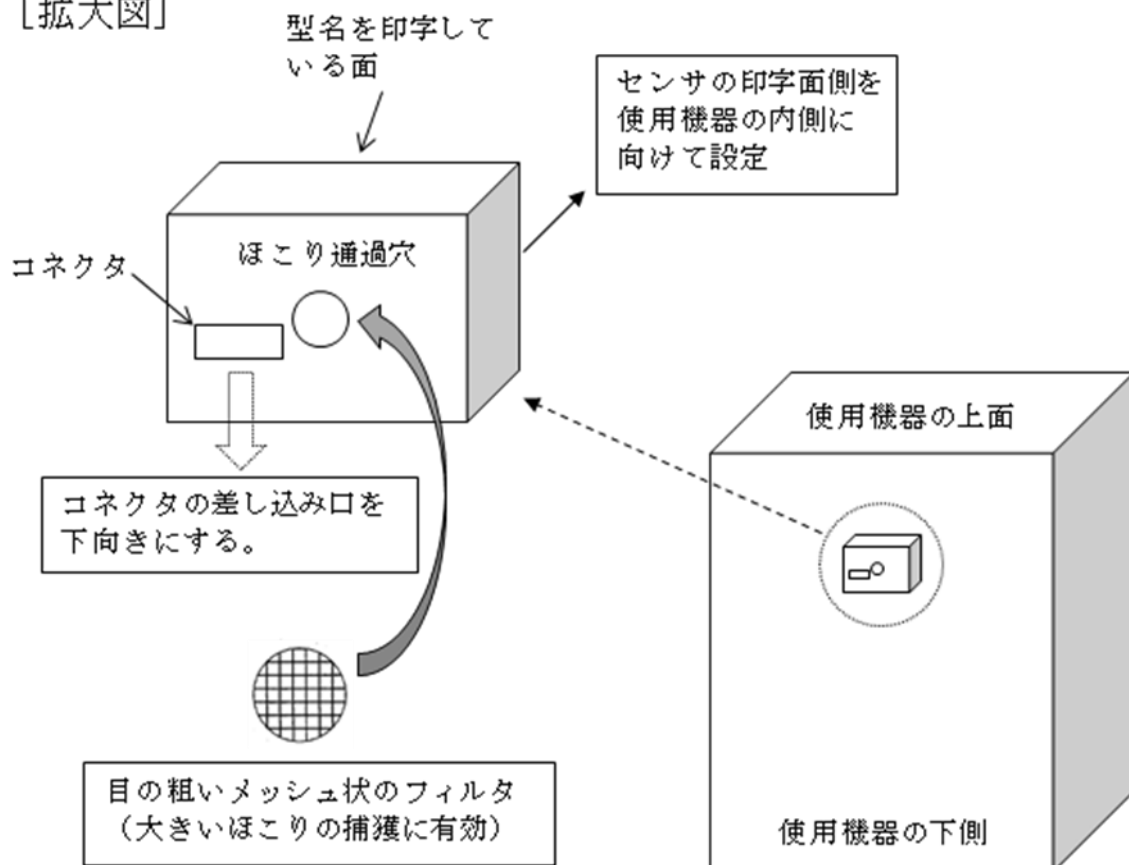 ［拡大図］
型名を印字して
いる面
センサの印字面側を
使用機器の内側に
向けて設定
ほこり通過穴
コネクタ
使用機器の上面
コネクタの差し込み口を
下向きにする。
目の粗いメッシュ状のフィルタ
（大きいほこりの捕獲に有効）
使用機器の下側